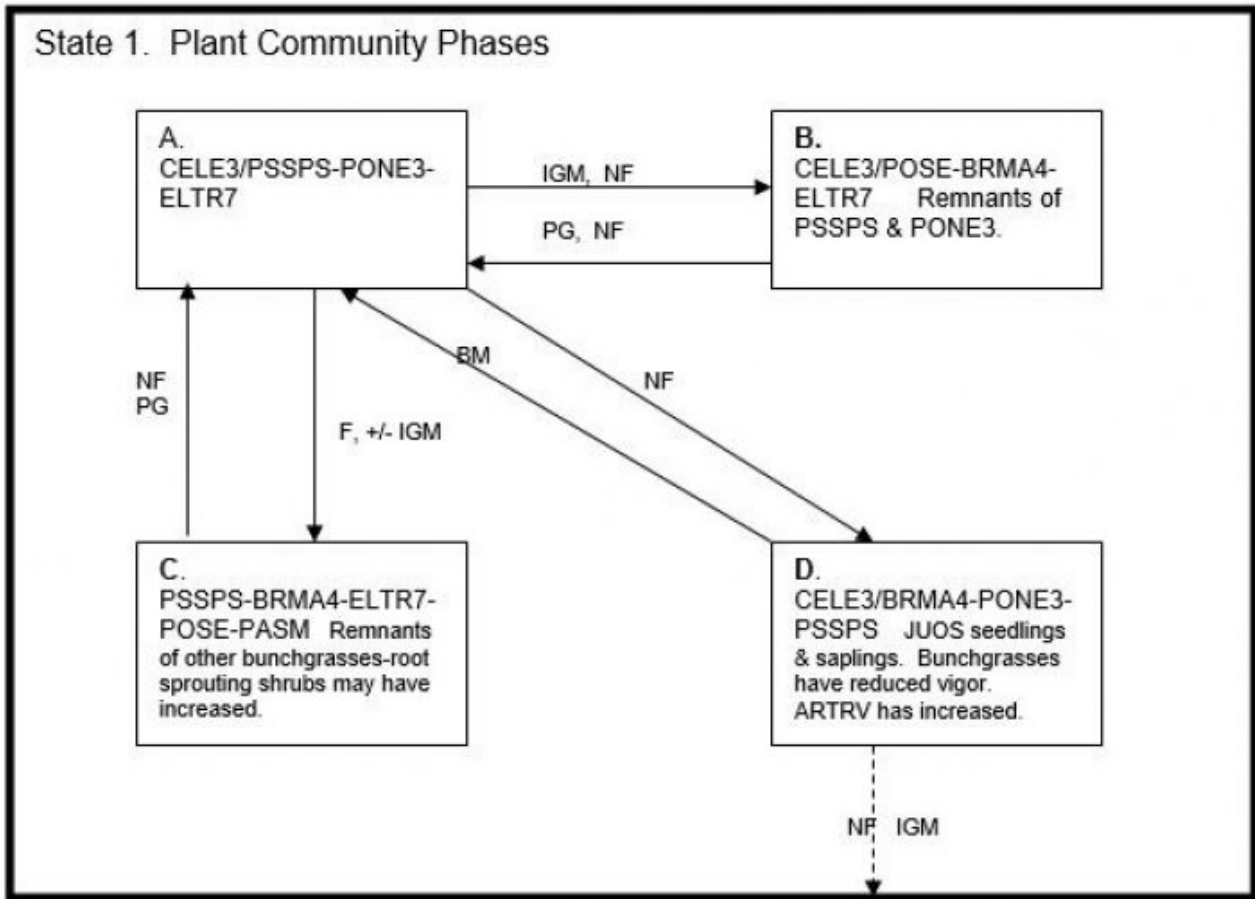 State 1.  Plant Community Phases
A.
CELE3/PSSPS-PONE3-
ELTR7
IGM,  NF
PG,  NF
B.
CELE3/POSE-BRMA4-
ELTR7      Remnants of
PSSPS & PONE3.
NF
PG
F, +/- IGM
BM
NF
C.
PSSPS-BRMA4-ELTR7-
POSE-PASM  Remnants
of other bunchgrasses-root
sprouting shrubs may have
increased.
D.
CELE3/BRMA4-PONE3-
PSSPS    JUOS seedlings
& saplings.  Bunchgrasses
have reduced vigor.
ARTRV has increased.
NF   IGM